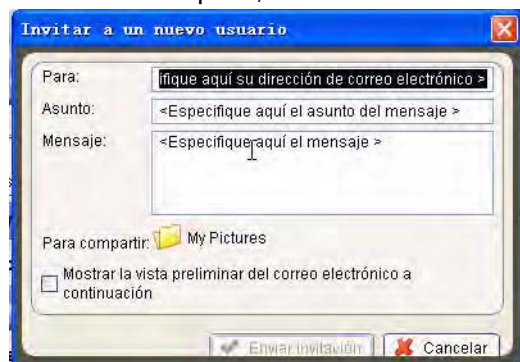 Invitar a un nuevo usuario
Para: ifique aquí su dirección de correo electrónico >
Asunto: <Especifique aquí el asunto del mensaje >
Mensaje: <Especifique aquí el mensaje >
Para compartir: My Pictures
Mostrar la vista preliminar del correo electrónico a
continuación
Enviar invitación Cancelar